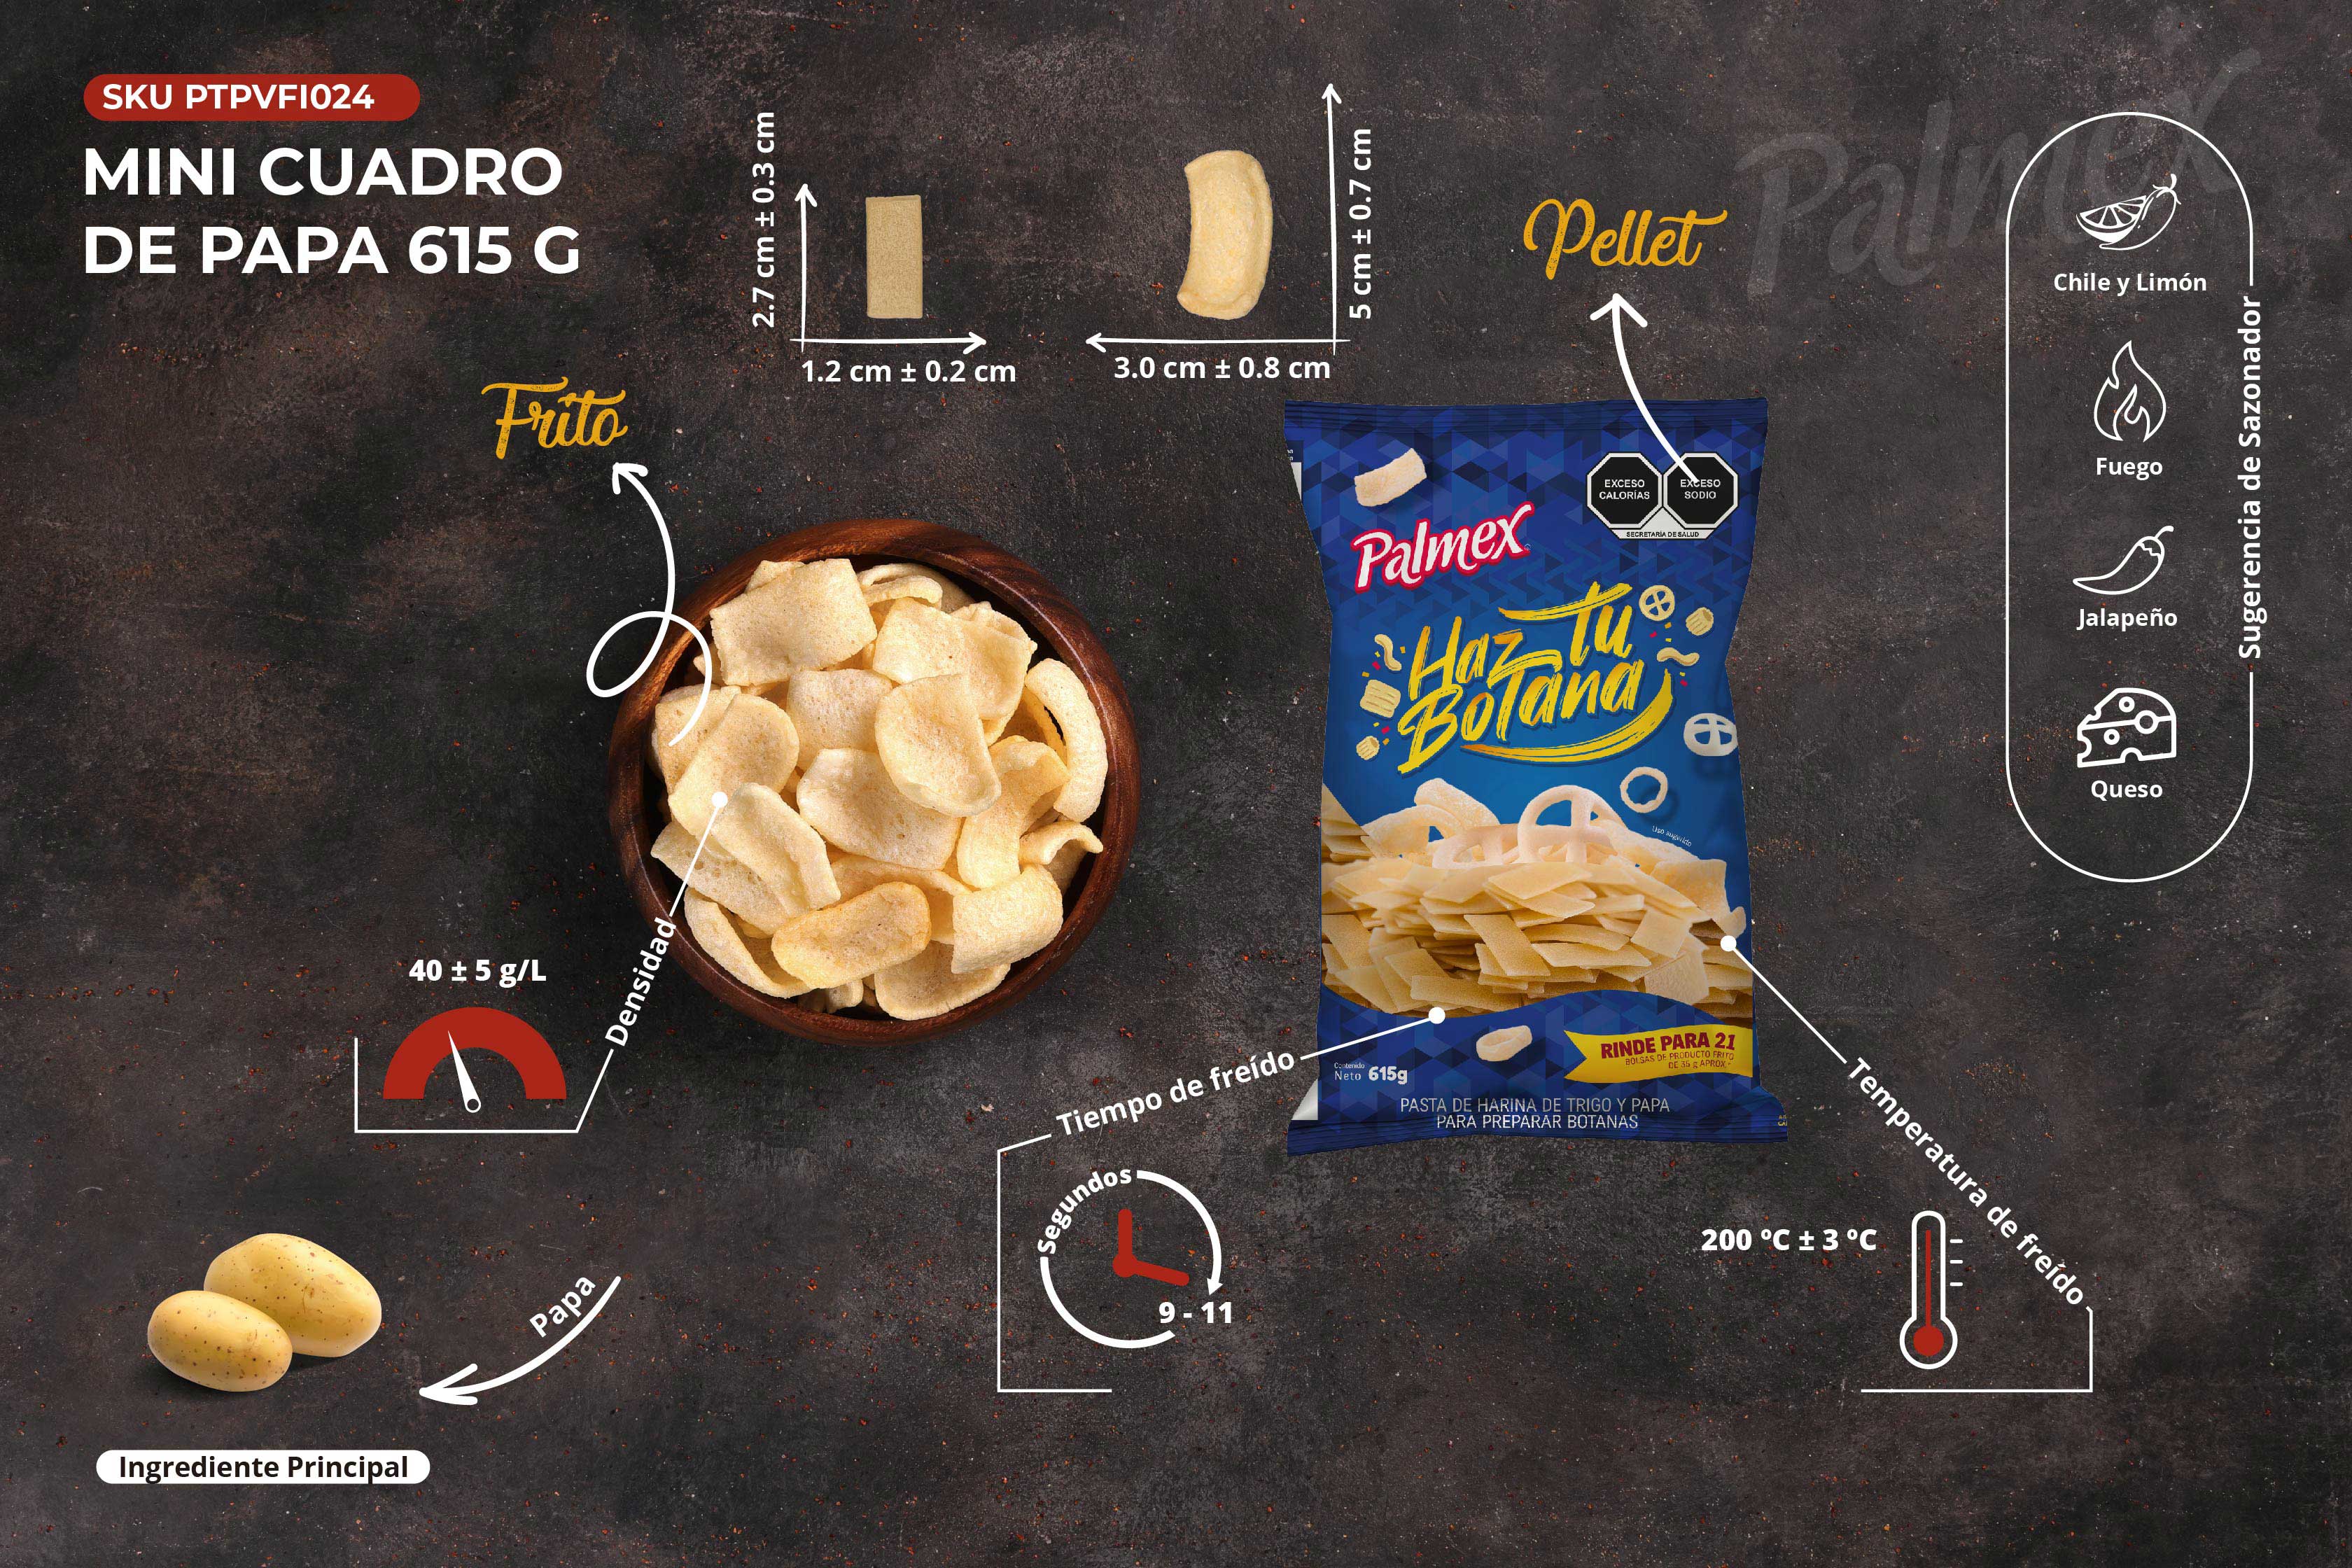 SKU PTPVFI024
MINI CUADRO
DE PAPA 615 G
2.7 cm ± 0.3 cm
1.2 cm ± 0.2 cm
5 cm ± 0.7 cm
3.0 cm ± 0.8 cm
Palmex
Pellet
Frito
Chile y Limón
Fuego
Jalapeño
Queso
Sugerencia de Sazonador
EXCESO
CALORÍAS
EXCESO
SODIO
SECRETARÍA DE SALUD
Palmex
Haz tu
Botana
Uso sugerido
RINDE PARA 21
BOLSAS DE PRODUCTO FRITO
DE 35 g APROX.
Contenido
Neto 615g
PASTA DE HARINA DE TRIGO Y PAPA
PARA PREPARAR BOTANAS
40 ± 5 g/L
Densidad
Tiempo de freído
Segundos
9 - 11
Temperatura de freído
200 ºC ± 3 ºC
Papa
Ingrediente Principal